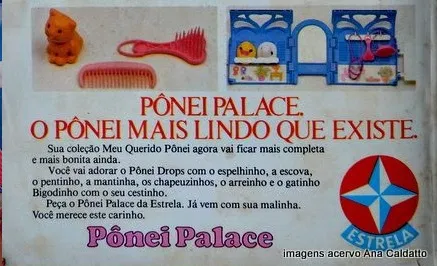 PÔNEI PALACE.
O PÔNEI MAIS LINDO QUE EXISTE.
Sua coleção Meu Querido Pônei agora vai ficar mais completa
e mais bonita ainda.
Você vai adorar o Pônei Drops com o espelhinho, a escova,
o pentinho, a mantinha, os chapeuzinhos, o arreinho e o gatinho
Bigodinho com o seu cestinho.
Peça o Pônei Palace da Estrela. Já vem com sua malinha.
Você merece este carinho.
Pônei Palace
ESTRELA
imagens acervo Ana Caldatto